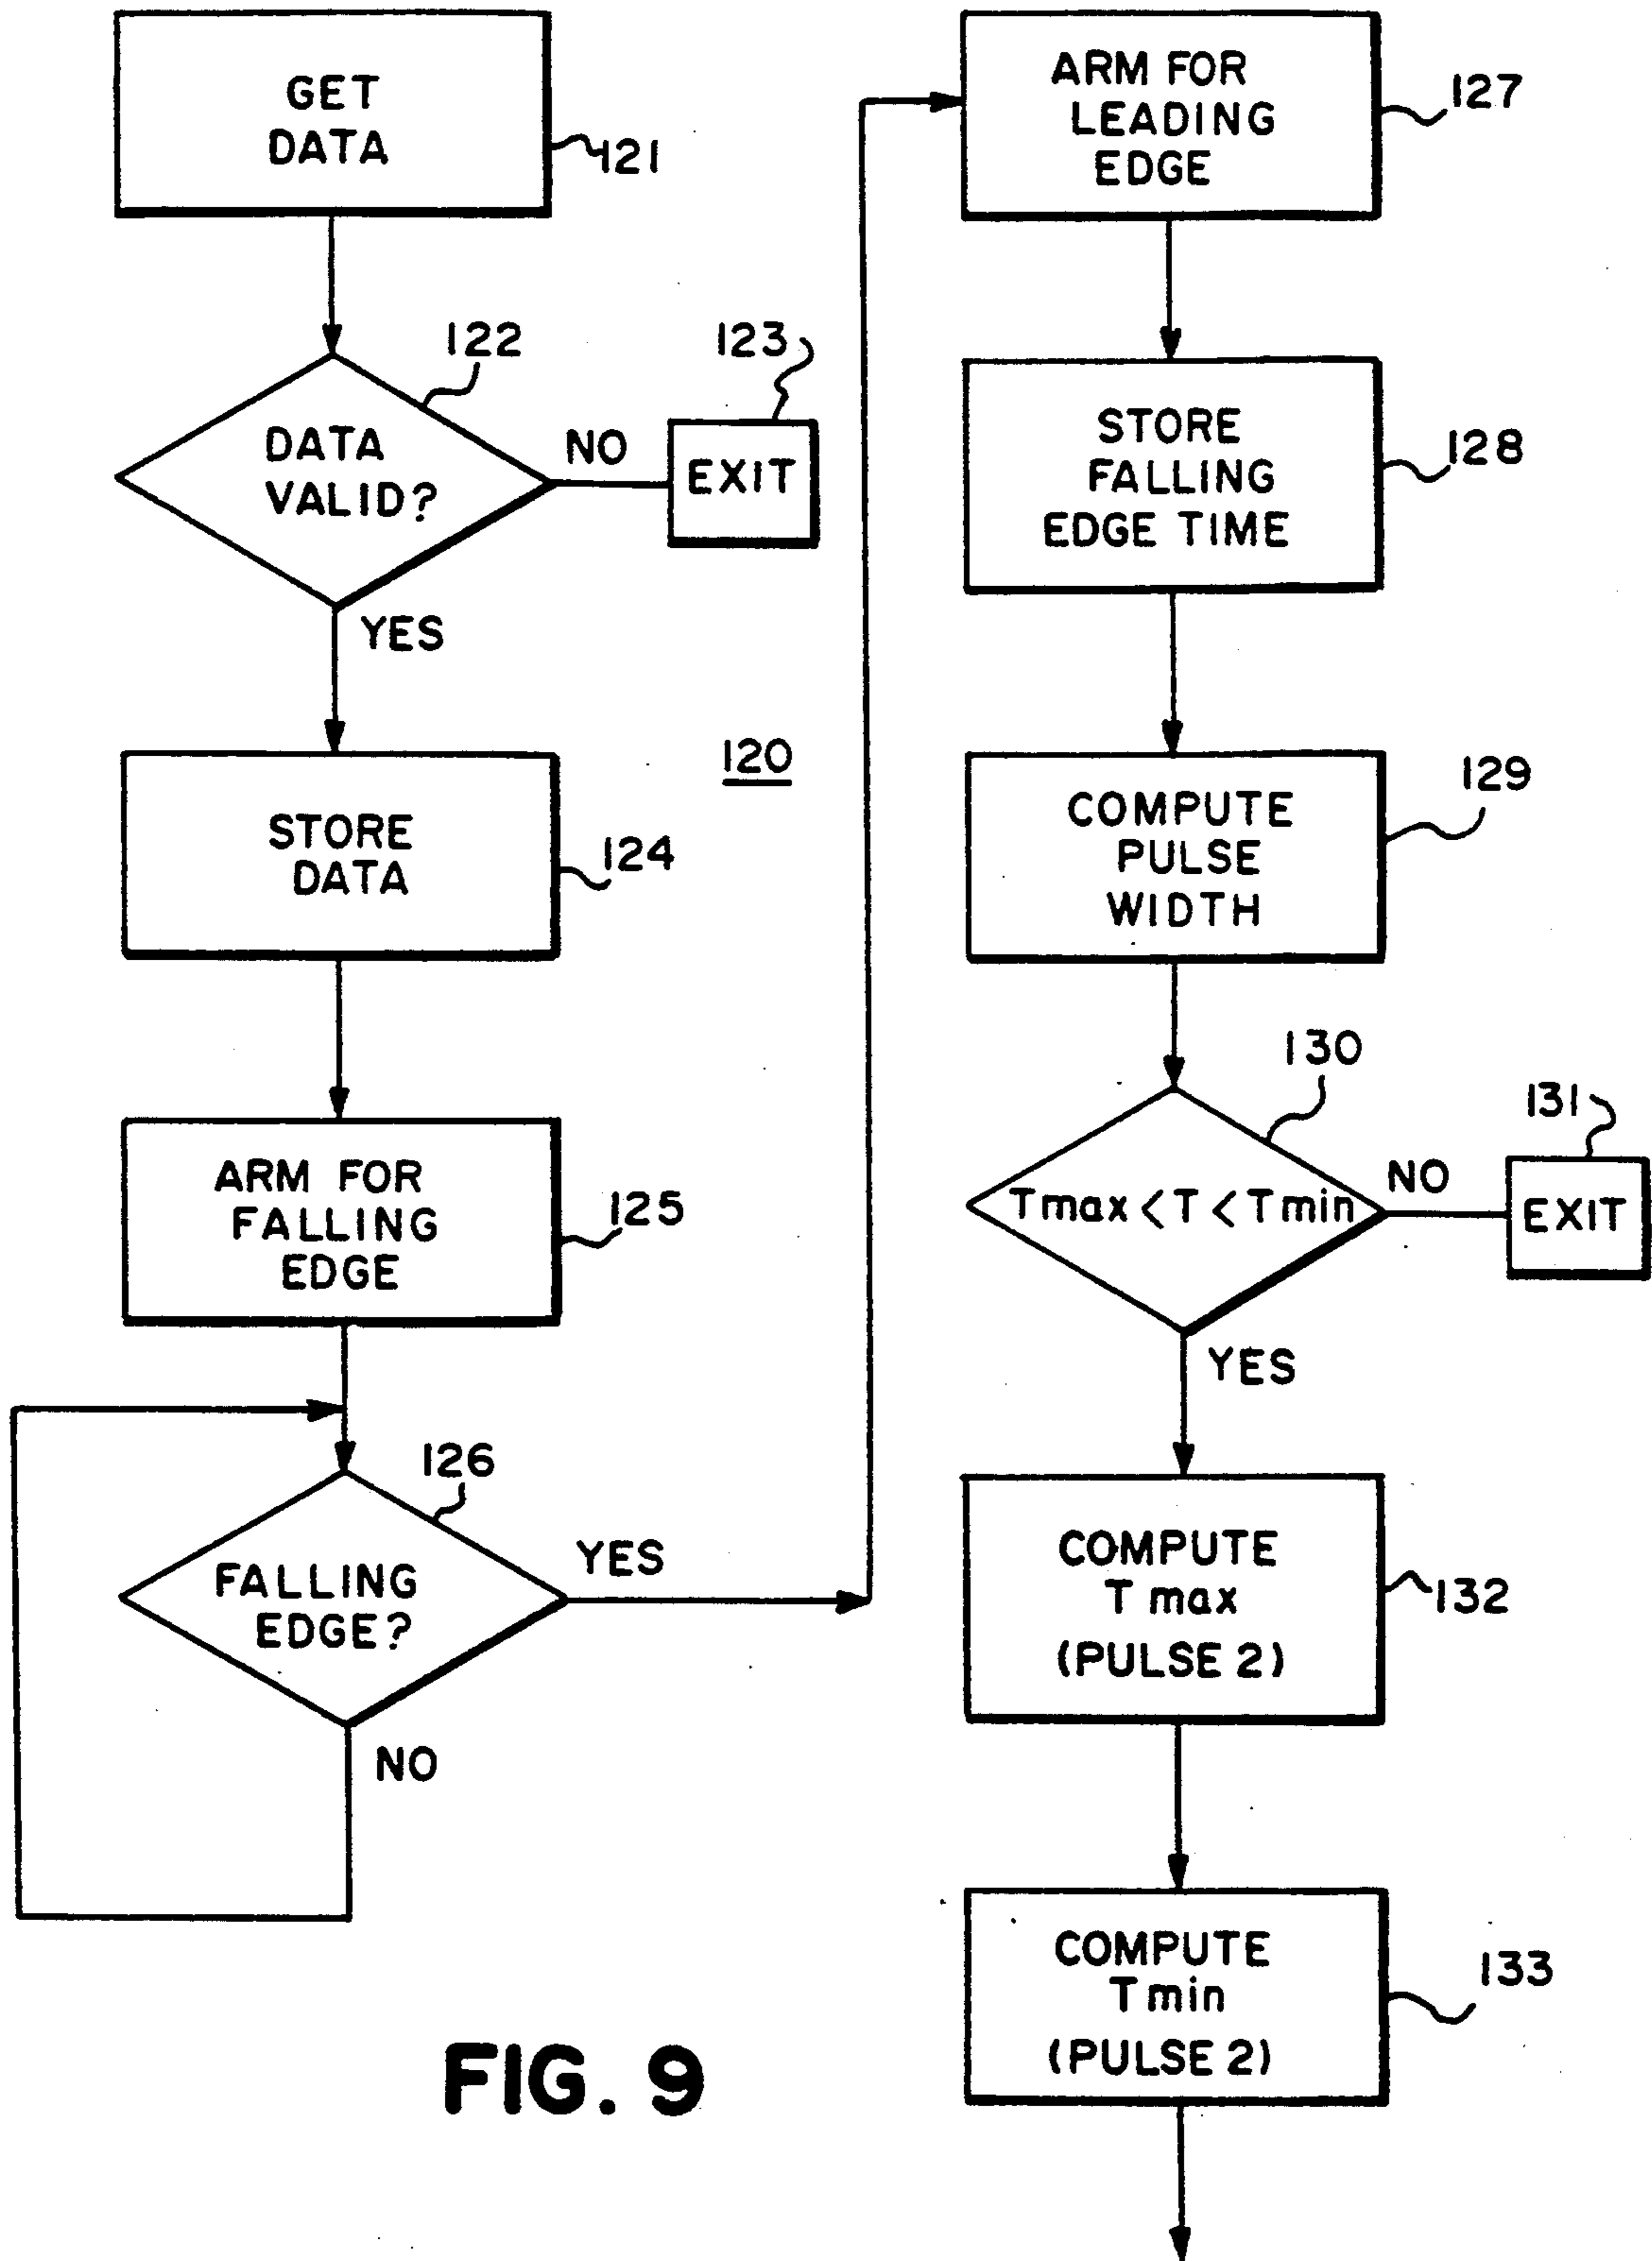 GET
DATA
121
122
DATA
VALID?
NO
123
EXIT
YES
120
STORE
DATA
124
ARM FOR
FALLING
EDGE
125
126
FALLING
EDGE?
YES
NO
ARM FOR
LEADING
EDGE
127
STORE
FALLING
EDGE TIME
128
COMPUTE
PULSE
WIDTH
129
130
Tmax < T < Tmin
NO
131
EXIT
YES
COMPUTE
T max
(PULSE 2)
132
COMPUTE
Tmin
(PULSE 2)
133
FIG. 9